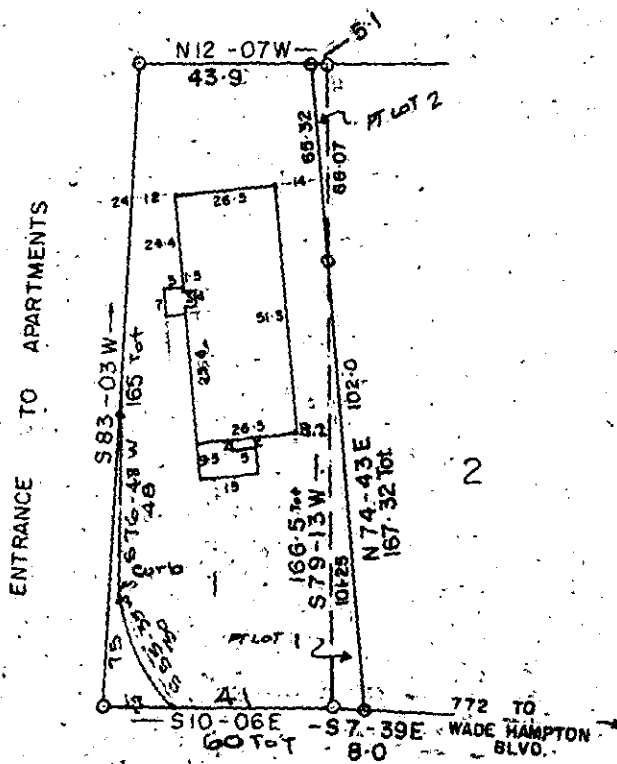 N12-07W
5.1
43.9
PT LOT 2
65.32
66.07
24
12
26.5
14
24.4
1.5
7
51.3
ENTRANCE TO APARTMENTS
S83-03W
165 Tot
102.0
26.5
8.2
9.5
5
15
2
S76-48W
48
Curb
166.5 Tot
S79-13W
101.25
N74-43E
167.32 Tot.
1
PT LOT 1
75
41
S10-06E
60 TOT
S7-39E
8.0
772 TO
WADE HAMPTON
BLVD.